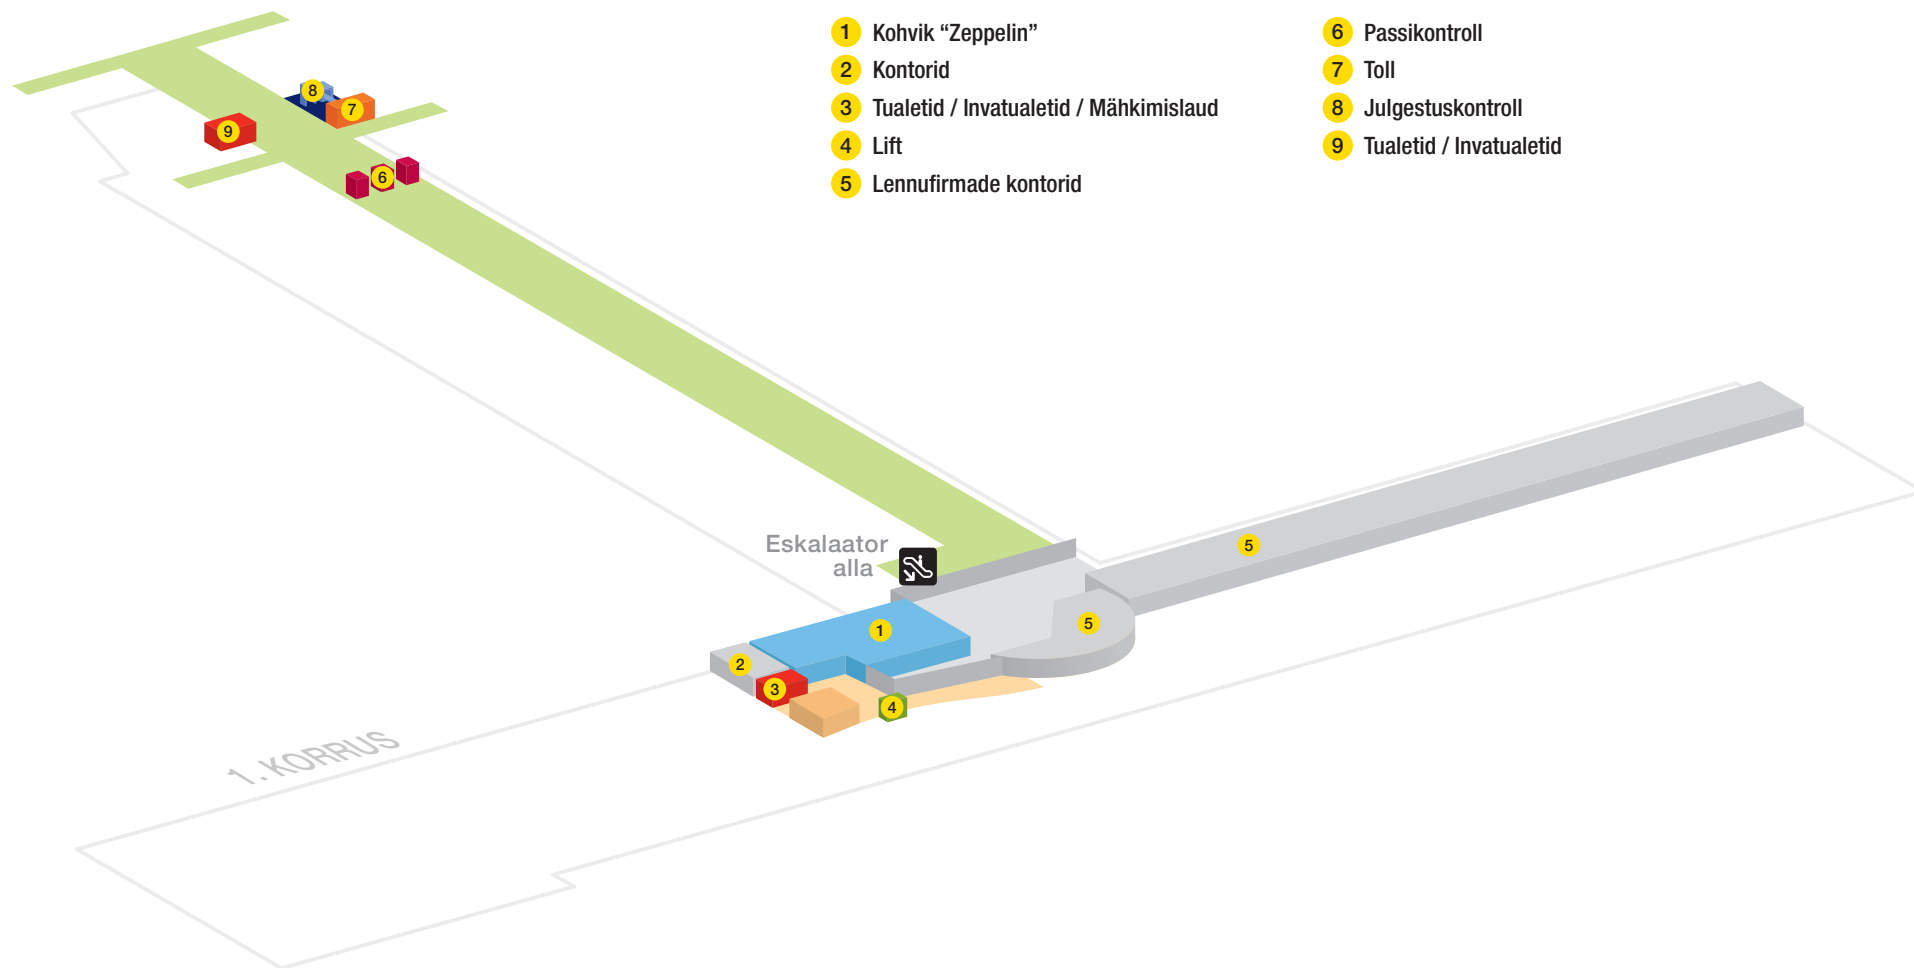 1 Kohvik “Zeppelin”
2 Kontorid
3 Tualetid / Invatualetid / Mähkimislaud
4 Lift
5 Lennufirmade kontorid
6 Passikontroll
7 Toll
8 Julgestuskontroll
9 Tualetid / Invatualetid
8
7
9
6
Eskalaator
alla
5
5
1
2
3
4
1. KORRUS